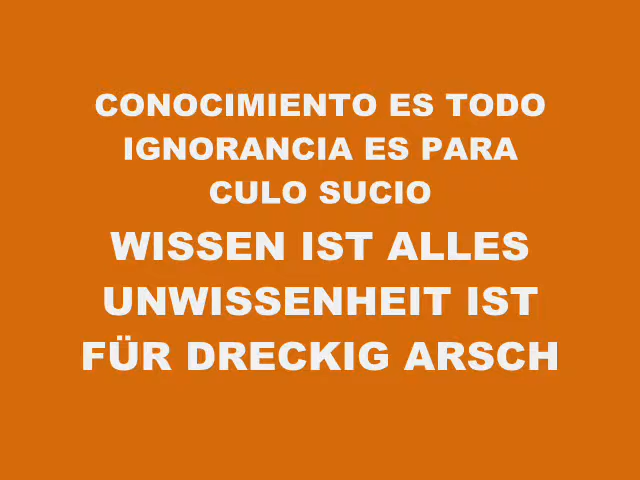 CONOCIMIENTO ES TODO
IGNORANCIA ES PARA
CULO SUCIO
WISSEN IST ALLES
UNWISSENHEIT IST
FÜR DRECKIG ARSCH